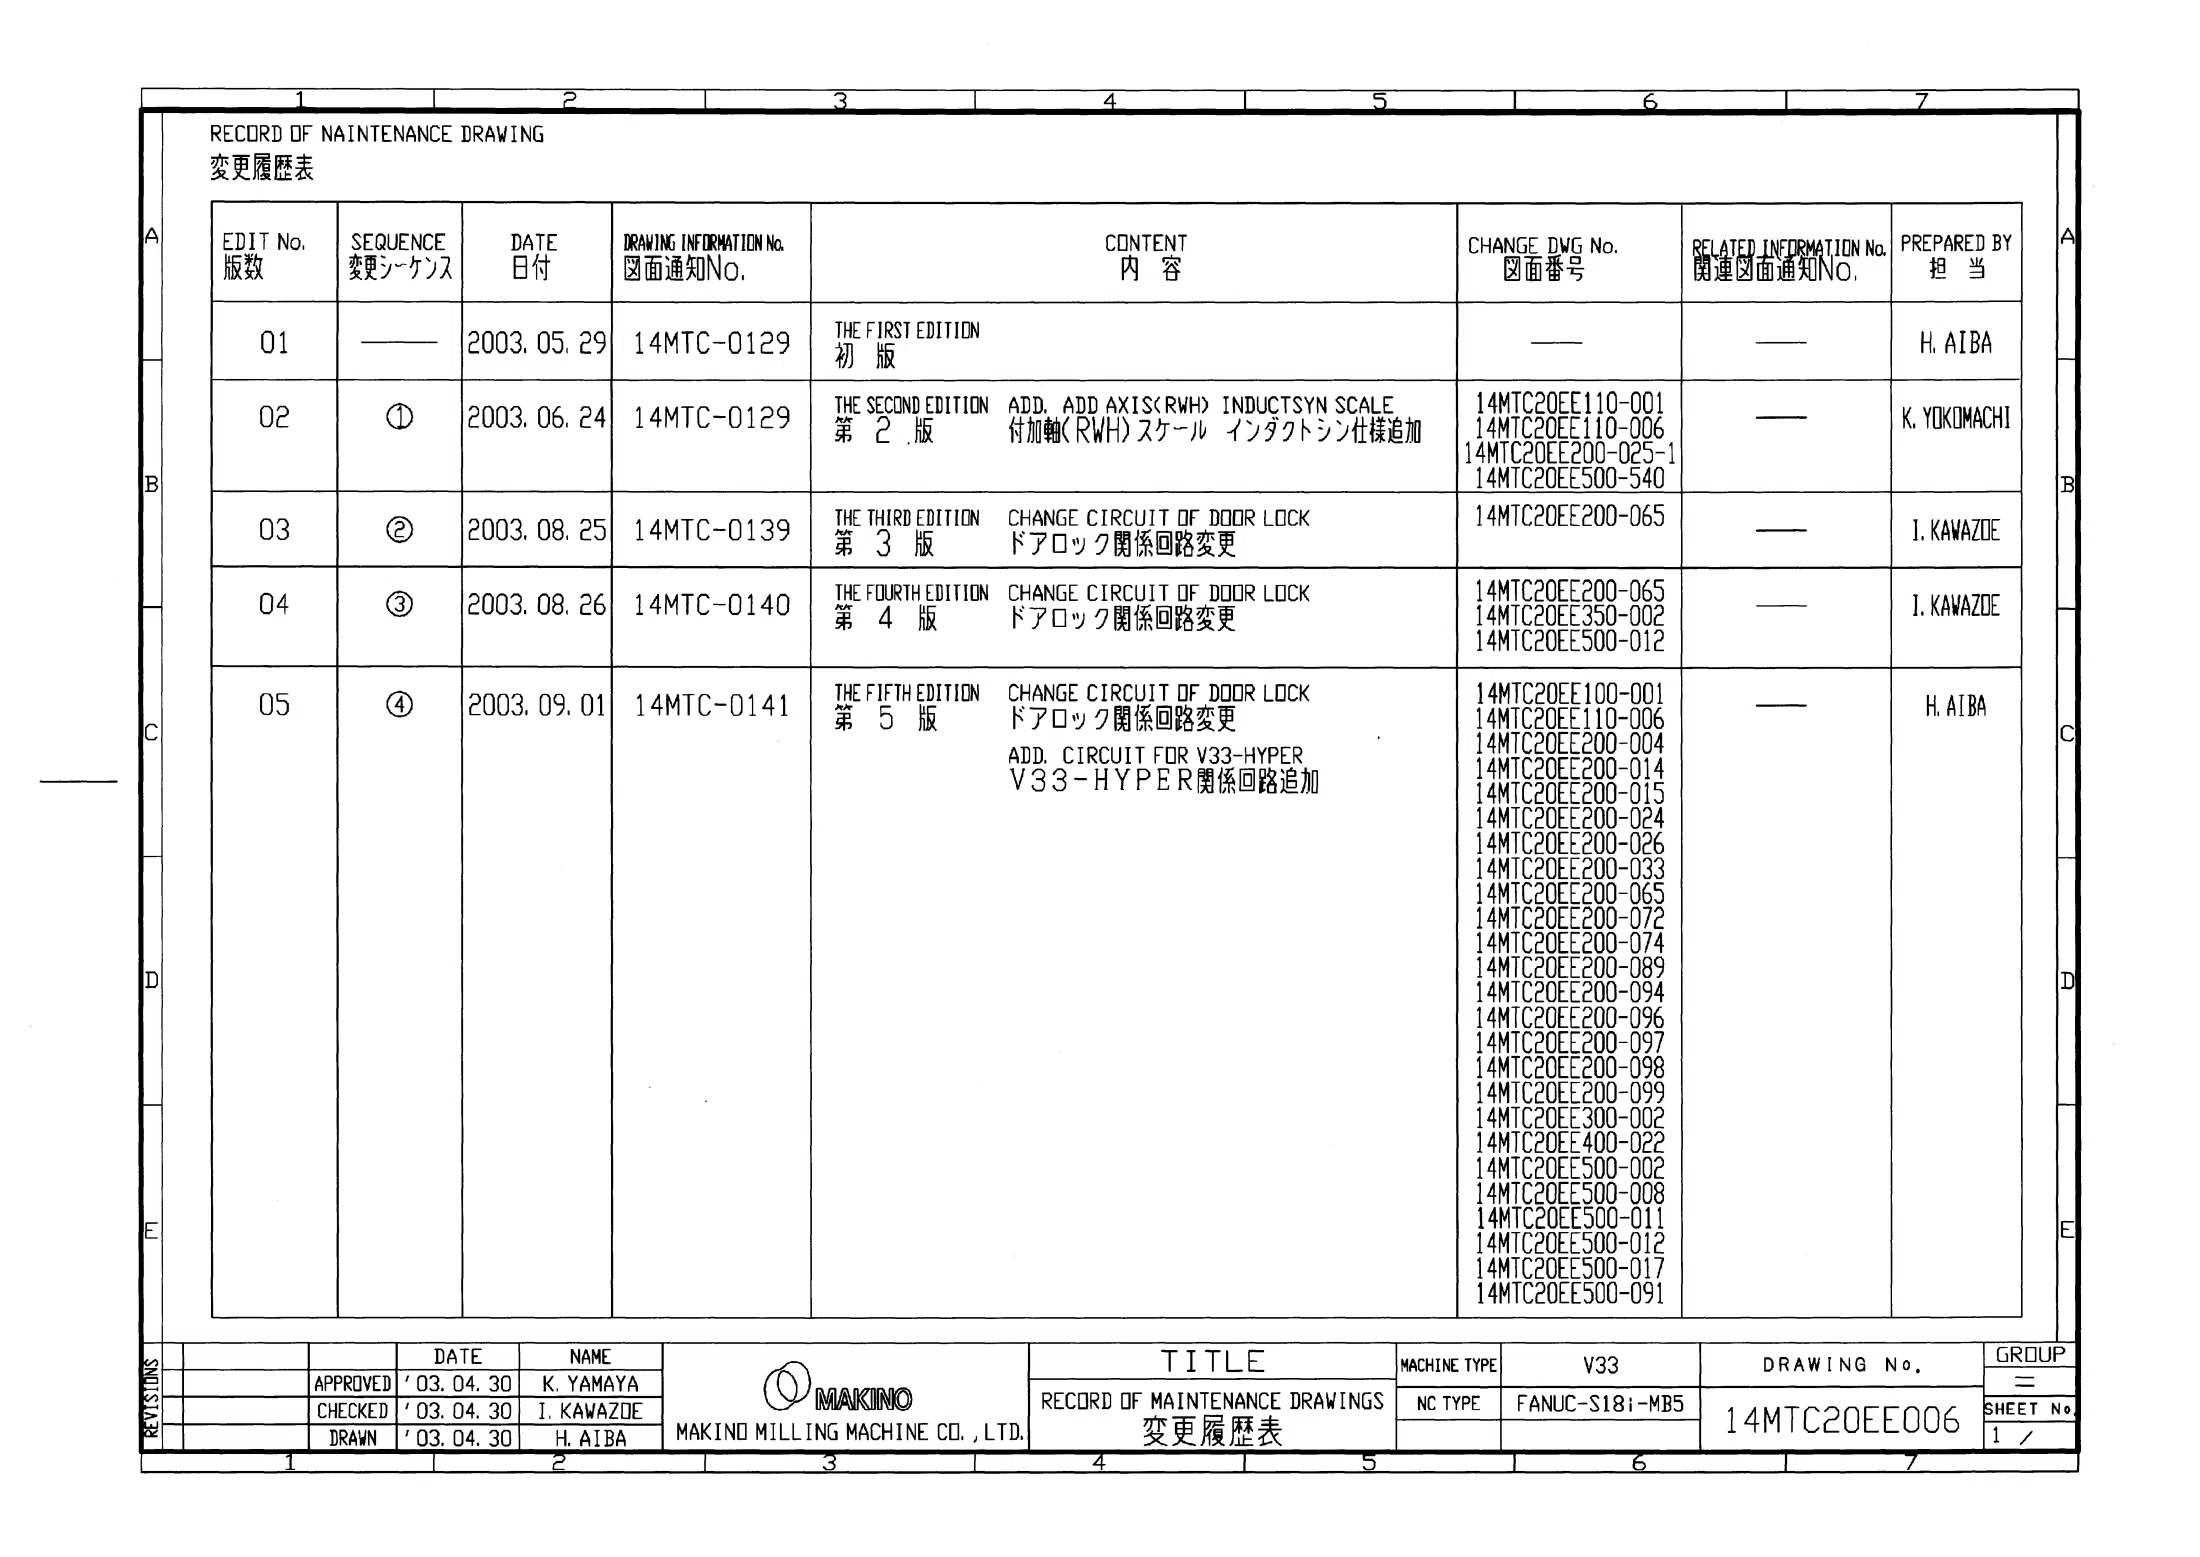 1 2 3 4 5 6 7
RECORD OF NAINTENANCE DRAWING
変更履歴表
A A
EDIT No. SEQUENCE DATE DRAWING INFORMATION No. CONTENT CHANGE DWG No. RELATED INFORMATION No. PREPARED BY
版数 変更シーケンス 日付 図面通知No. 内 容 図面番号 関連図面通知No. 担 当
01 —— 2003.05.29 14MTC-0129 THE FIRST EDITION —— —— H.AIBA
初 版
02 ① 2003.06.24 14MTC-0129 THE SECOND EDITION ADD. ADD AXIS(RWH) INDUCTSYN SCALE 14MTC20EE110-001 —— K.YOKOMACHI
第 2 版 付加軸(RWH)スケール インダクトシン仕様追加 14MTC20EE110-006
14MTC20EE200-025-1
14MTC20EE500-540
B B
03 ② 2003.08.25 14MTC-0139 THE THIRD EDITION CHANGE CIRCUIT OF DOOR LOCK 14MTC20EE200-065 —— I.KAWAZOE
第 3 版 ドアロック関係回路変更
04 ③ 2003.08.26 14MTC-0140 THE FOURTH EDITION CHANGE CIRCUIT OF DOOR LOCK 14MTC20EE200-065 —— I.KAWAZOE
第 4 版 ドアロック関係回路変更 14MTC20EE350-002
14MTC20EE500-012
05 ④ 2003.09.01 14MTC-0141 THE FIFTH EDITION CHANGE CIRCUIT OF DOOR LOCK 14MTC20EE100-001 —— H.AIBA
第 5 版 ドアロック関係回路変更 14MTC20EE110-006
C C
ADD. CIRCUIT FOR V33-HYPER 14MTC20EE200-004
V33-HYPER関係回路追加 14MTC20EE200-014
14MTC20EE200-015
14MTC20EE200-024
14MTC20EE200-026
14MTC20EE200-033
14MTC20EE200-065
14MTC20EE200-072
14MTC20EE200-074
14MTC20EE200-089
D D
14MTC20EE200-094
14MTC20EE200-096
14MTC20EE200-097
14MTC20EE200-098
14MTC20EE200-099
14MTC20EE300-002
14MTC20EE400-022
14MTC20EE500-002
14MTC20EE500-008
14MTC20EE500-011
E E
14MTC20EE500-012
14MTC20EE500-017
14MTC20EE500-091
REVISIONS
DATE NAME
APPROVED '03.04.30 K.YAMAYA
CHECKED '03.04.30 I.KAWAZOE
DRAWN '03.04.30 H.AIBA
MAKINO
MAKINO MILLING MACHINE CO.,LTD.
TITLE
RECORD OF MAINTENANCE DRAWINGS
変更履歴表
MACHINE TYPE V33
NC TYPE FANUC-S18i-MB5
DRAWING No.
14MTC20EE006
GROUP
=
SHEET No.
1 /
1 2 3 4 5 6 7